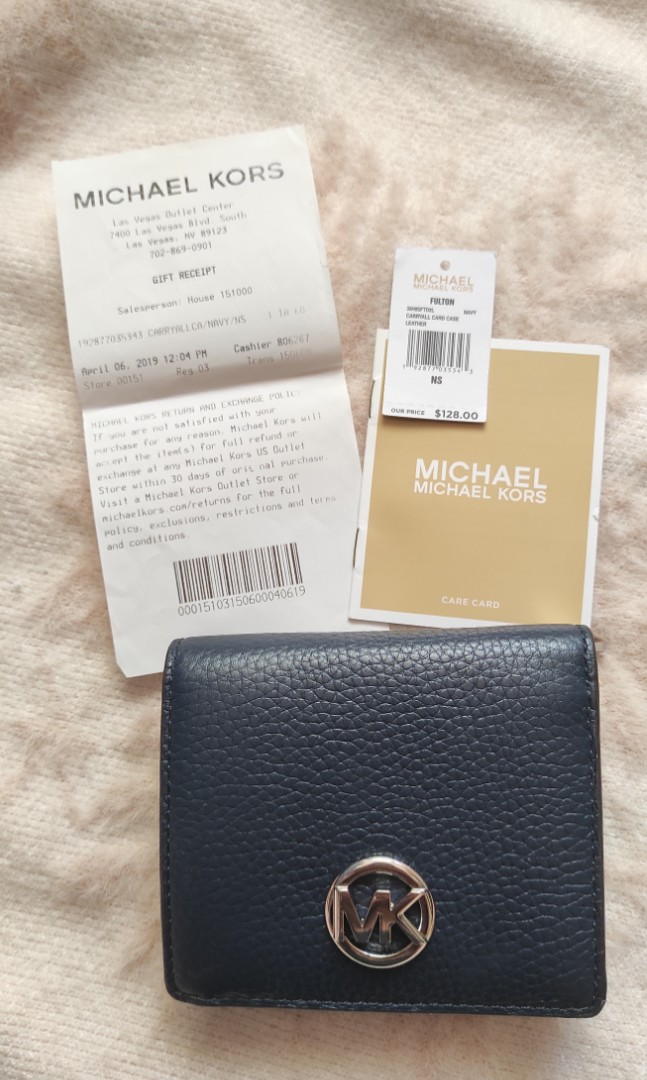 MICHAEL KORS
Las Vegas Outlet Center
7400 Las Vegas Blvd. South
Las Vegas, NV 89123
702-869-0901
GIFT RECEIPT
Salesperson: House 151000
192877035343 CARRYALLCA/NAVY/NS
April 06, 2019 12:04 PM Cashier 806267
Store 00151 Reg 03 Trans
MICHAEL KORS RETURN AND EXCHANGE POLICY
If you are not satisfied with your
purchase for any reason, Michael Kors will
accept the item(s) for full refund or
exchange at any Michael Kors US Outlet
Store within 30 days of original purchase.
Visit a Michael Kors Outlet Store or
michaelkors.com/returns for the full
policy, exclusions, restrictions and terms
and conditions.
00015103150600040619
MICHAEL
MICHAEL KORS
FULTON
NAVY
CARRYALL CARD CASE
LEATHER
1 92877 03534 3
NS
OUR PRICE $128.00
MICHAEL
MICHAEL KORS
CARE CARD
MK